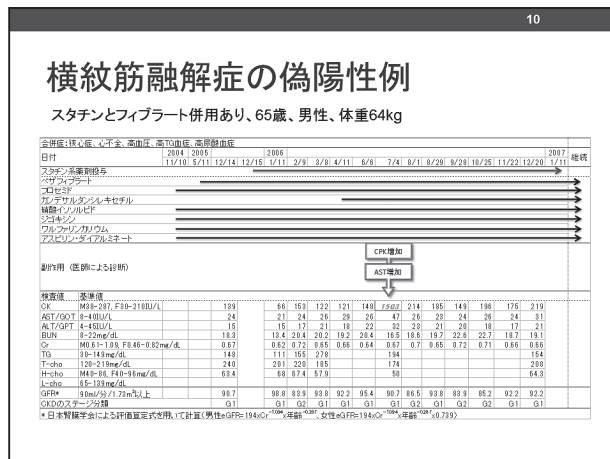 10
横紋筋融解症の偽陽性例
スタチンとフィブラート併用あり、65歳、男性、体重64kg
合併症:狭心症、心不全、高血圧、高TG血症、高尿酸血症
日付 2004 11/10 2005 5/11 12/14 12/15 2006 1/11 2/9 3/8 4/11 6/6 7/4 8/1 8/29 9/28 10/25 11/22 12/20 2007 1/11 継続
スタチン系薬剤投与
ベザフィブラート
フロセミド
カンデサルタンシレキセチル
硝酸イソソルビド
ジゴキシン
ワルファリンカリウム
アスピリン・ダイアルミネート
副作用 (医師による診断)
CPK増加
AST増加
検査値 基準値
CK M38-287, F30-210IU/L 139 66 153 122 121 148 1503 214 185 149 196 175 219
AST/GOT 8-40IU/L 24 21 24 26 29 26 47 26 23 24 26 24 31
ALT/GPT 4-45IU/L 15 15 17 21 18 22 32 23 21 20 18 17 21
BUN 8-22mg/dL 18.3 13.4 20.4 20.2 19.2 20.4 16.5 18.6 19.7 22.6 22.7 18.7 19.1
Cr M0.61-1.09, F0.46-0.82mg/dL 0.67 0.62 0.72 0.65 0.66 0.64 0.67 0.7 0.65 0.72 0.71 0.66 0.66
TG 30-149mg/dL 148 111 155 278 194 154
T-cho 120-219mg/dL 240 201 220 185 174 208
H-cho M40-86, F40-96mg/dL 63.4 68 67.4 57.9 50 64.3
L-cho 65-139mg/dL
GFR* 90ml/分/1.73m²以上 90.7 98.8 83.9 93.8 92.2 95.4 90.7 86.5 93.8 83.9 85.2 92.2 92.2
CKDのステージ分類 G1 G1 G2 G1 G1 G1 G1 G2 G1 G2 G2 G1 G1
* 日本腎臓学会による評価算定式を用いて計算(男性eGFR=194xCr⁻¹·⁰⁹⁴x年齢⁻⁰·²⁸⁷、女性eGFR=194xCr⁻¹·⁰⁹⁴x年齢⁻⁰·²⁸⁷x0.739)